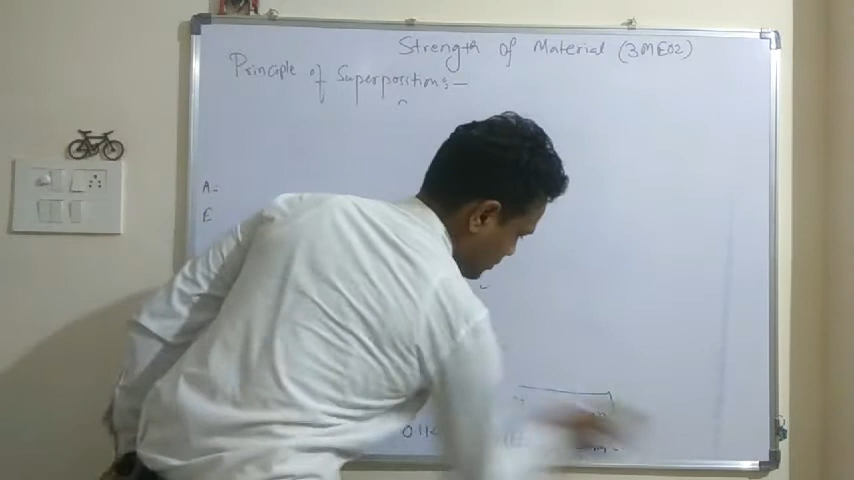 Strength of Material (3ME02)
Principle of Superpositions:-
A=
E